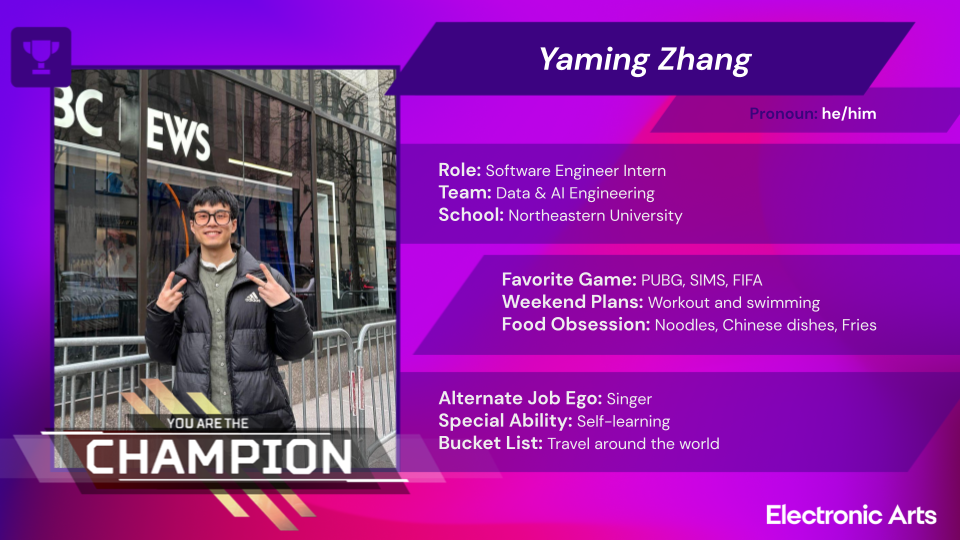 Yaming Zhang
Pronoun: he/him
BC | EWS
Role: Software Engineer Intern
Team: Data & AI Engineering
School: Northeastern University
adidas
Favorite Game: PUBG, SIMS, FIFA
Weekend Plans: Workout and swimming
Food Obsession: Noodles, Chinese dishes, Fries
Alternate Job Ego: Singer
Special Ability: Self-learning
Bucket List: Travel around the world
YOU ARE THE
CHAMPION
Electronic Arts